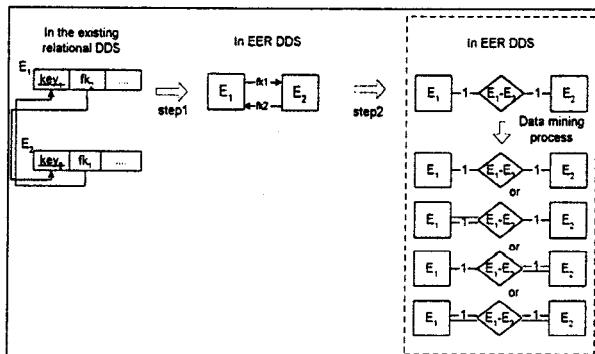 In the existing
relational DDS
E₁
key₁ fk₂ ....
E₂
key₂ fk₁ ....
step1
In EER DDS
E₁ fk1 E₂
fk2
step2
In EER DDS
E₁ 1 E₁-E₂ 1 E₂
Data mining
process
E₁ 1 E₁-E₂ 1 E₂
or
E₁ 1 E₁-E₂ 1 E₂
or
E₁ 1 E₁-E₂ 1 E₂
or
E₁ 1 E₁-E₂ 1 E₂